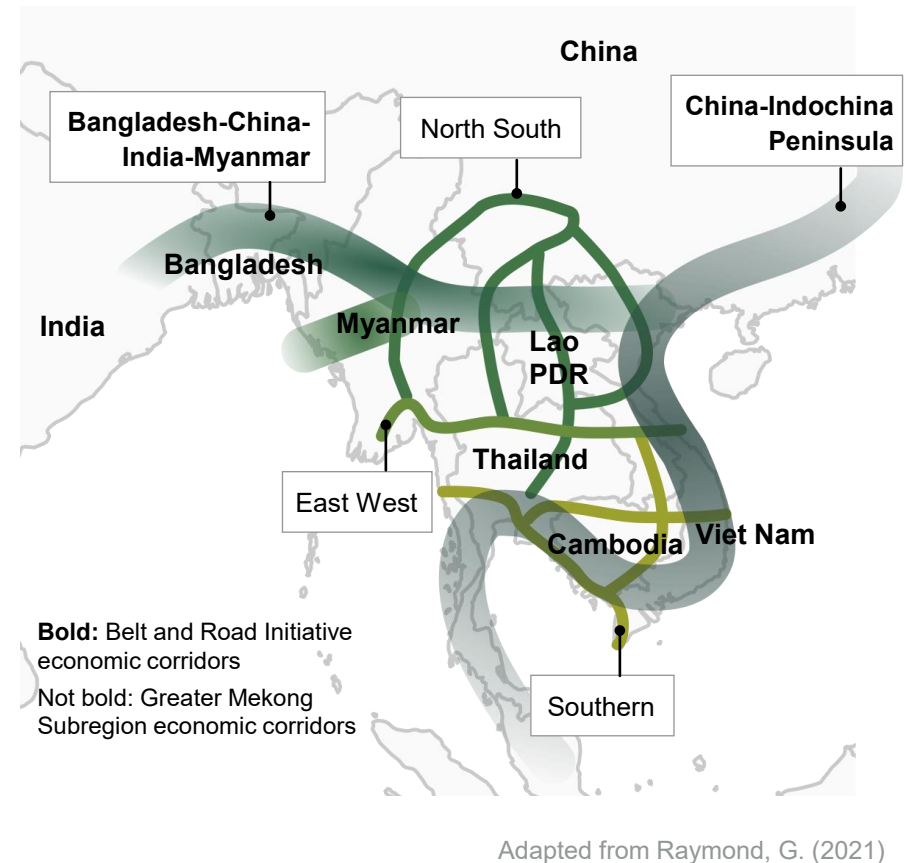 China
Bangladesh-China-
India-Myanmar
North South
China-Indochina
Peninsula
Bangladesh
India
Myanmar
Lao
PDR
Thailand
East West
Cambodia
Viet Nam
Bold: Belt and Road Initiative
economic corridors
Not bold: Greater Mekong
Subregion economic corridors
Southern
Adapted from Raymond, G. (2021)